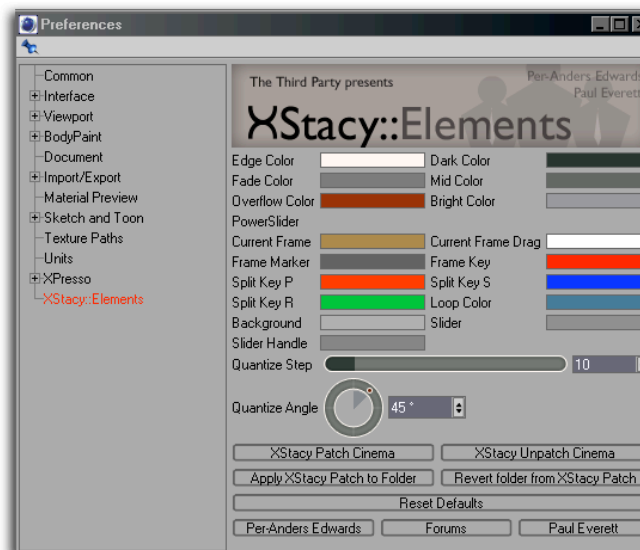 Preferences
Common
Interface
Viewport
BodyPaint
Document
Import/Export
Material Preview
Sketch and Toon
Texture Paths
Units
XPresso
XStacy::Elements
The Third Party presents
Per-Anders Edwards
Paul Everett
XStacy::Elements
Edge Color Dark Color
Fade Color Mid Color
Overflow Color Bright Color
PowerSlider
Current Frame Current Frame Drag
Frame Marker Frame Key
Split Key P Split Key S
Split Key R Loop Color
Background Slider
Slider Handle
Quantize Step 10
Quantize Angle 45 °
XStacy Patch Cinema XStacy Unpatch Cinema
Apply XStacy Patch to Folder Revert folder from XStacy Patch
Reset Defaults
Per-Anders Edwards Forums Paul Everett